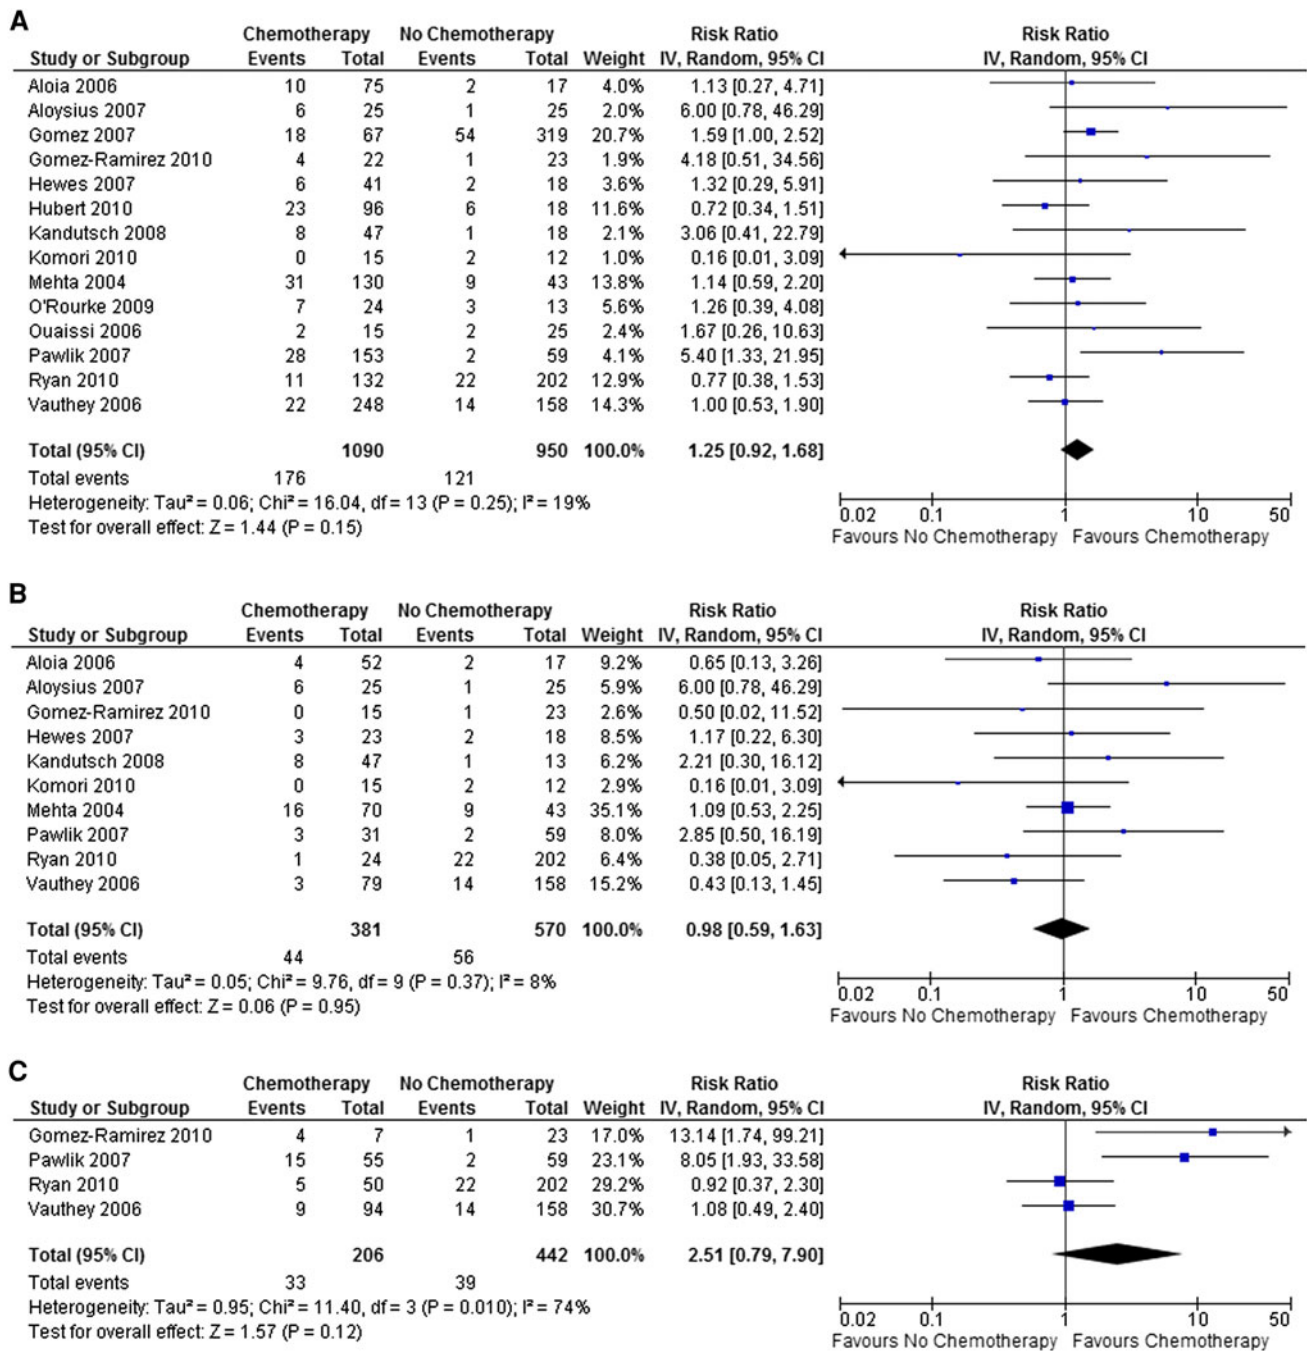 A
Chemotherapy No Chemotherapy Risk Ratio Risk Ratio
Study or Subgroup Events Total Events Total Weight IV, Random, 95% CI IV, Random, 95% CI
Aloia 2006 10 75 2 17 4.0% 1.13 [0.27, 4.71]
Aloysius 2007 6 25 1 25 2.0% 6.00 [0.78, 46.29]
Gomez 2007 18 67 54 319 20.7% 1.59 [1.00, 2.52]
Gomez-Ramirez 2010 4 22 1 23 1.9% 4.18 [0.51, 34.56]
Hewes 2007 6 41 2 18 3.6% 1.32 [0.29, 5.91]
Hubert 2010 23 96 6 18 11.6% 0.72 [0.34, 1.51]
Kandutsch 2008 8 47 1 18 2.1% 3.06 [0.41, 22.79]
Komori 2010 0 15 2 12 1.0% 0.16 [0.01, 3.09]
Mehta 2004 31 130 9 43 13.8% 1.14 [0.59, 2.20]
O'Rourke 2009 7 24 3 13 5.6% 1.26 [0.39, 4.08]
Ouaissi 2006 2 15 2 25 2.4% 1.67 [0.26, 10.63]
Pawlik 2007 28 153 2 59 4.1% 5.40 [1.33, 21.95]
Ryan 2010 11 132 22 202 12.9% 0.77 [0.38, 1.53]
Vauthey 2006 22 248 14 158 14.3% 1.00 [0.53, 1.90]
Total (95% CI) 1090 950 100.0% 1.25 [0.92, 1.68]
Total events 176 121
Heterogeneity: Tau² = 0.06; Chi² = 16.04, df = 13 (P = 0.25); I² = 19%
Test for overall effect: Z = 1.44 (P = 0.15)
0.02 0.1 1 10 50
Favours No Chemotherapy Favours Chemotherapy
B
Chemotherapy No Chemotherapy Risk Ratio Risk Ratio
Study or Subgroup Events Total Events Total Weight IV, Random, 95% CI IV, Random, 95% CI
Aloia 2006 4 52 2 17 9.2% 0.65 [0.13, 3.26]
Aloysius 2007 6 25 1 25 5.9% 6.00 [0.78, 46.29]
Gomez-Ramirez 2010 0 15 1 23 2.6% 0.50 [0.02, 11.52]
Hewes 2007 3 23 2 18 8.5% 1.17 [0.22, 6.30]
Kandutsch 2008 8 47 1 13 6.2% 2.21 [0.30, 16.12]
Komori 2010 0 15 2 12 2.9% 0.16 [0.01, 3.09]
Mehta 2004 16 70 9 43 35.1% 1.09 [0.53, 2.25]
Pawlik 2007 3 31 2 59 8.0% 2.85 [0.50, 16.19]
Ryan 2010 1 24 22 202 6.4% 0.38 [0.05, 2.71]
Vauthey 2006 3 79 14 158 15.2% 0.43 [0.13, 1.45]
Total (95% CI) 381 570 100.0% 0.98 [0.59, 1.63]
Total events 44 56
Heterogeneity: Tau² = 0.05; Chi² = 9.76, df = 9 (P = 0.37); I² = 8%
Test for overall effect: Z = 0.06 (P = 0.95)
0.02 0.1 1 10 50
Favours No Chemotherapy Favours Chemotherapy
C
Chemotherapy No Chemotherapy Risk Ratio Risk Ratio
Study or Subgroup Events Total Events Total Weight IV, Random, 95% CI IV, Random, 95% CI
Gomez-Ramirez 2010 4 7 1 23 17.0% 13.14 [1.74, 99.21]
Pawlik 2007 15 55 2 59 23.1% 8.05 [1.93, 33.58]
Ryan 2010 5 50 22 202 29.2% 0.92 [0.37, 2.30]
Vauthey 2006 9 94 14 158 30.7% 1.08 [0.49, 2.40]
Total (95% CI) 206 442 100.0% 2.51 [0.79, 7.90]
Total events 33 39
Heterogeneity: Tau² = 0.95; Chi² = 11.40, df = 3 (P = 0.010); I² = 74%
Test for overall effect: Z = 1.57 (P = 0.12)
0.02 0.1 1 10 50
Favours No Chemotherapy Favours Chemotherapy